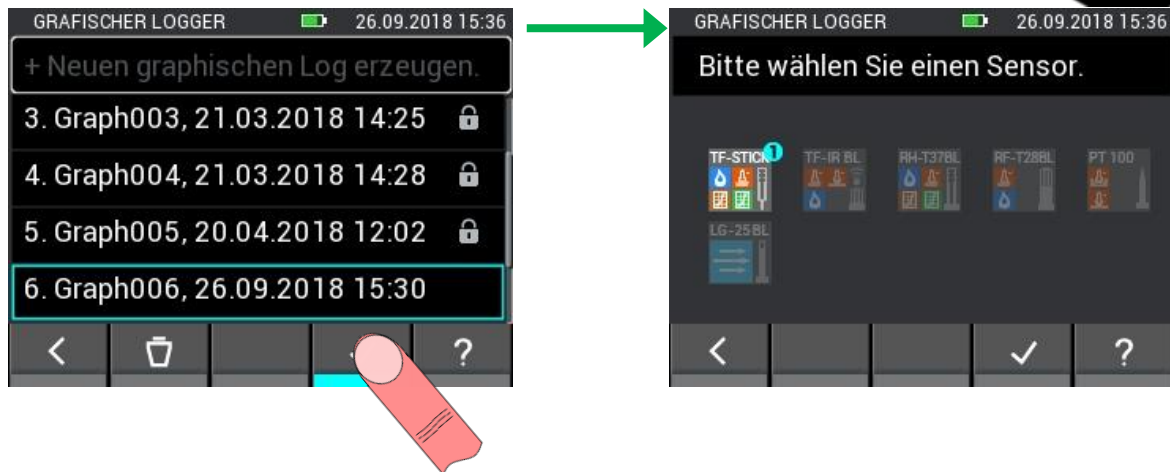 GRAFISCHER LOGGER 26.09.2018 15:36
+ Neuen graphischen Log erzeugen.
3. Graph003, 21.03.2018 14:25
4. Graph004, 21.03.2018 14:28
5. Graph005, 20.04.2018 12:02
6. Graph006, 26.09.2018 15:30
?
GRAFISCHER LOGGER 26.09.2018 15:36
Bitte wählen Sie einen Sensor.
TF-STICK 1 TF-IR BL RH-T37BL RF-T28BL PT 100
LG-25 BL
?